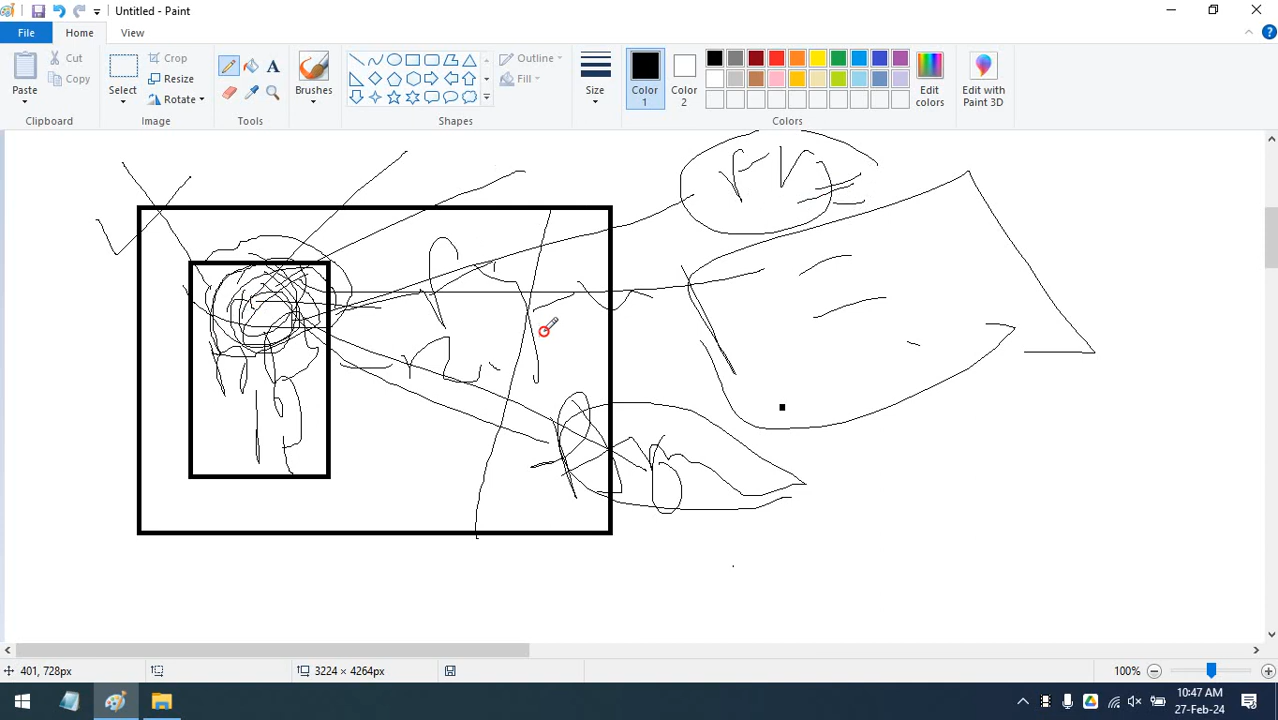 Untitled - Paint
File
Home
View
Paste
Cut
Copy
Clipboard
Select
Crop
Resize
Rotate
Image
Tools
A
Brushes
Shapes
Outline
Fill
Size
Color
1
Color
2
Colors
Edit
colors
Edit with
Paint 3D
401, 728px
3224 × 4264px
100%
10:47 AM
27-Feb-24